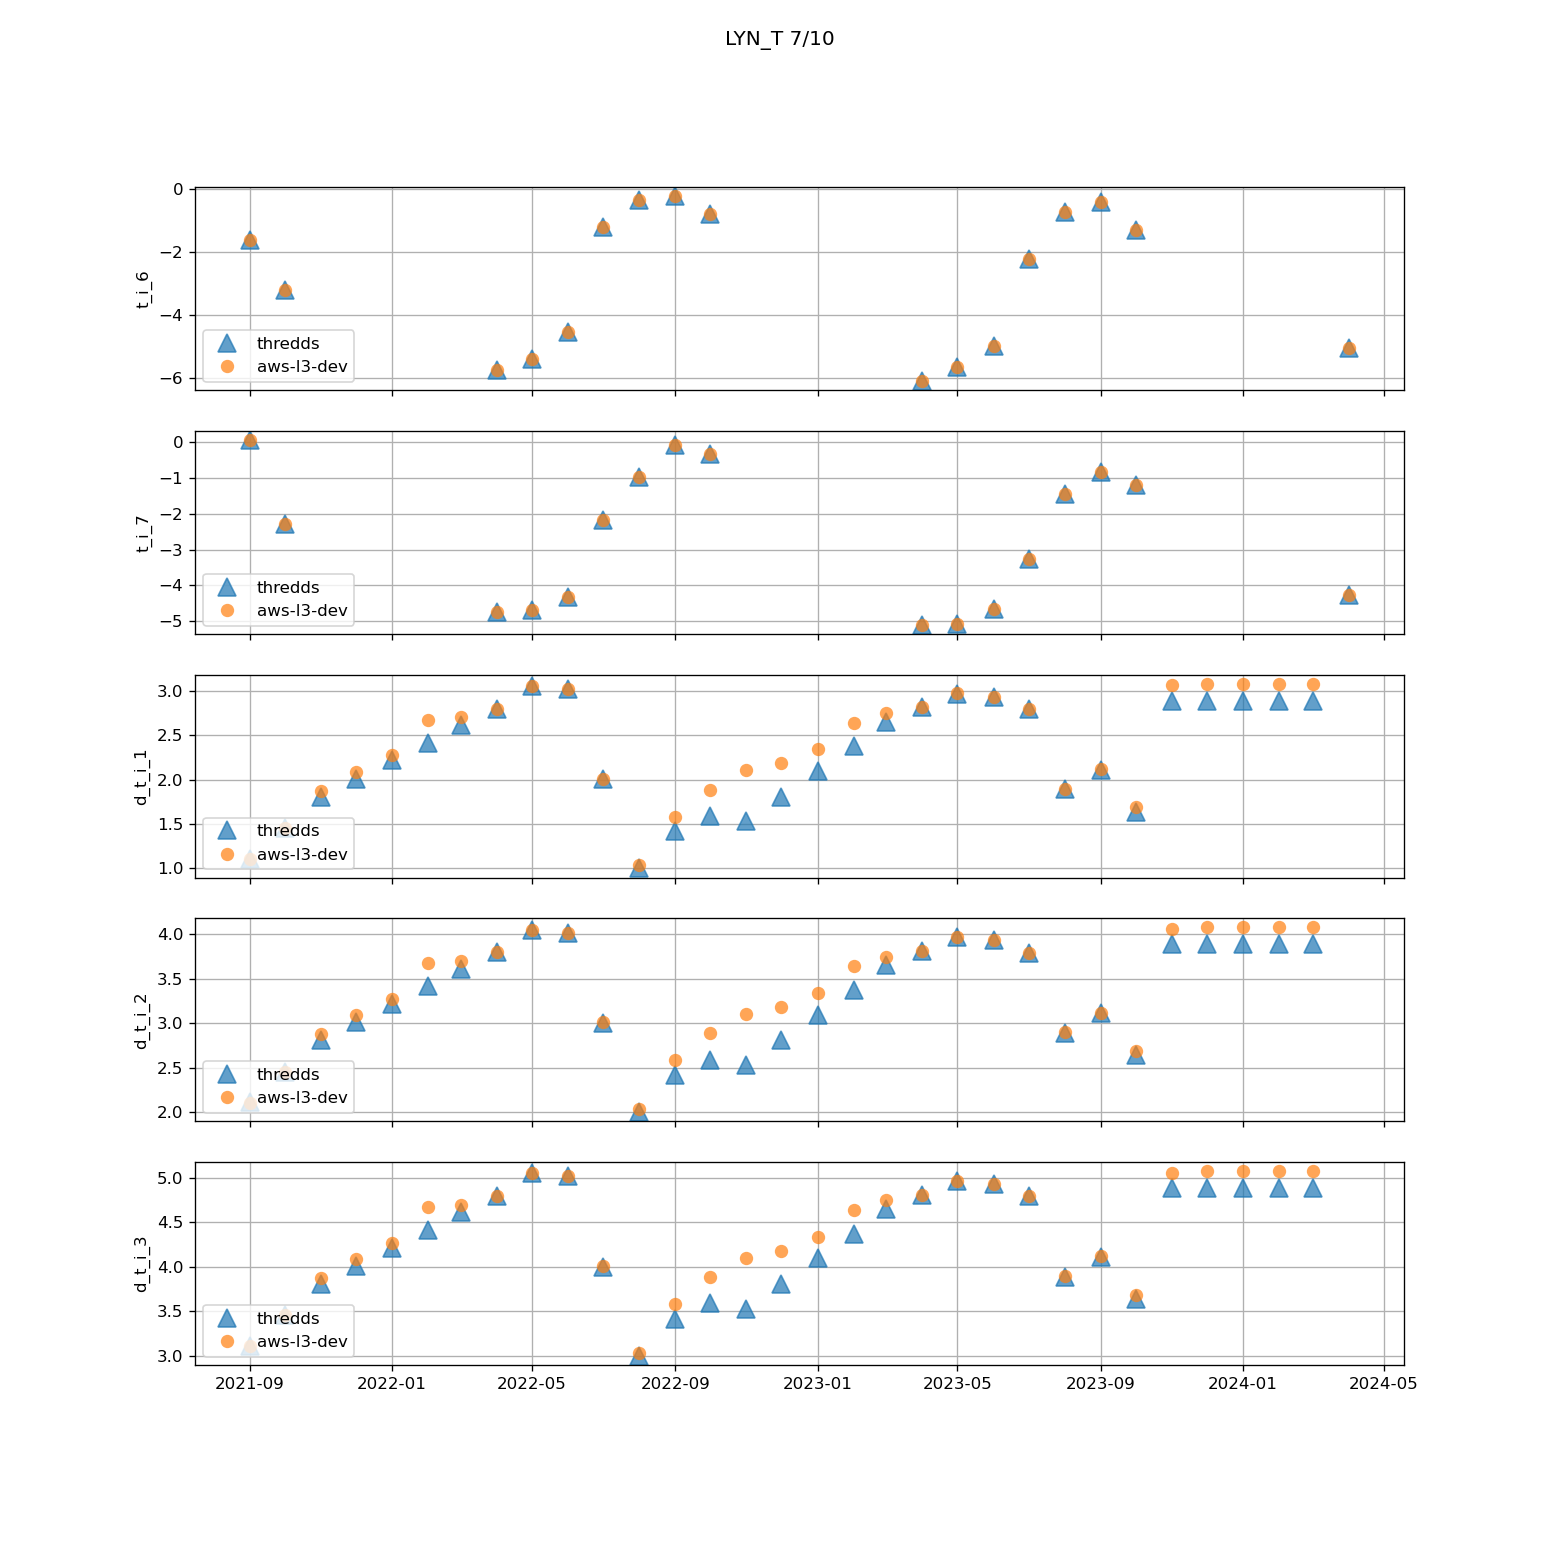 LYN_T 7/10
0
−2
−4
−6
t_i_6
thredds
aws-l3-dev
0
−1
−2
−3
−4
−5
t_i_7
thredds
aws-l3-dev
3.0
2.5
2.0
1.5
1.0
d_t_i_1
thredds
aws-l3-dev
4.0
3.5
3.0
2.5
2.0
d_t_i_2
thredds
aws-l3-dev
5.0
4.5
4.0
3.5
3.0
d_t_i_3
thredds
aws-l3-dev
2021-09 2022-01 2022-05 2022-09 2023-01 2023-05 2023-09 2024-01 2024-05